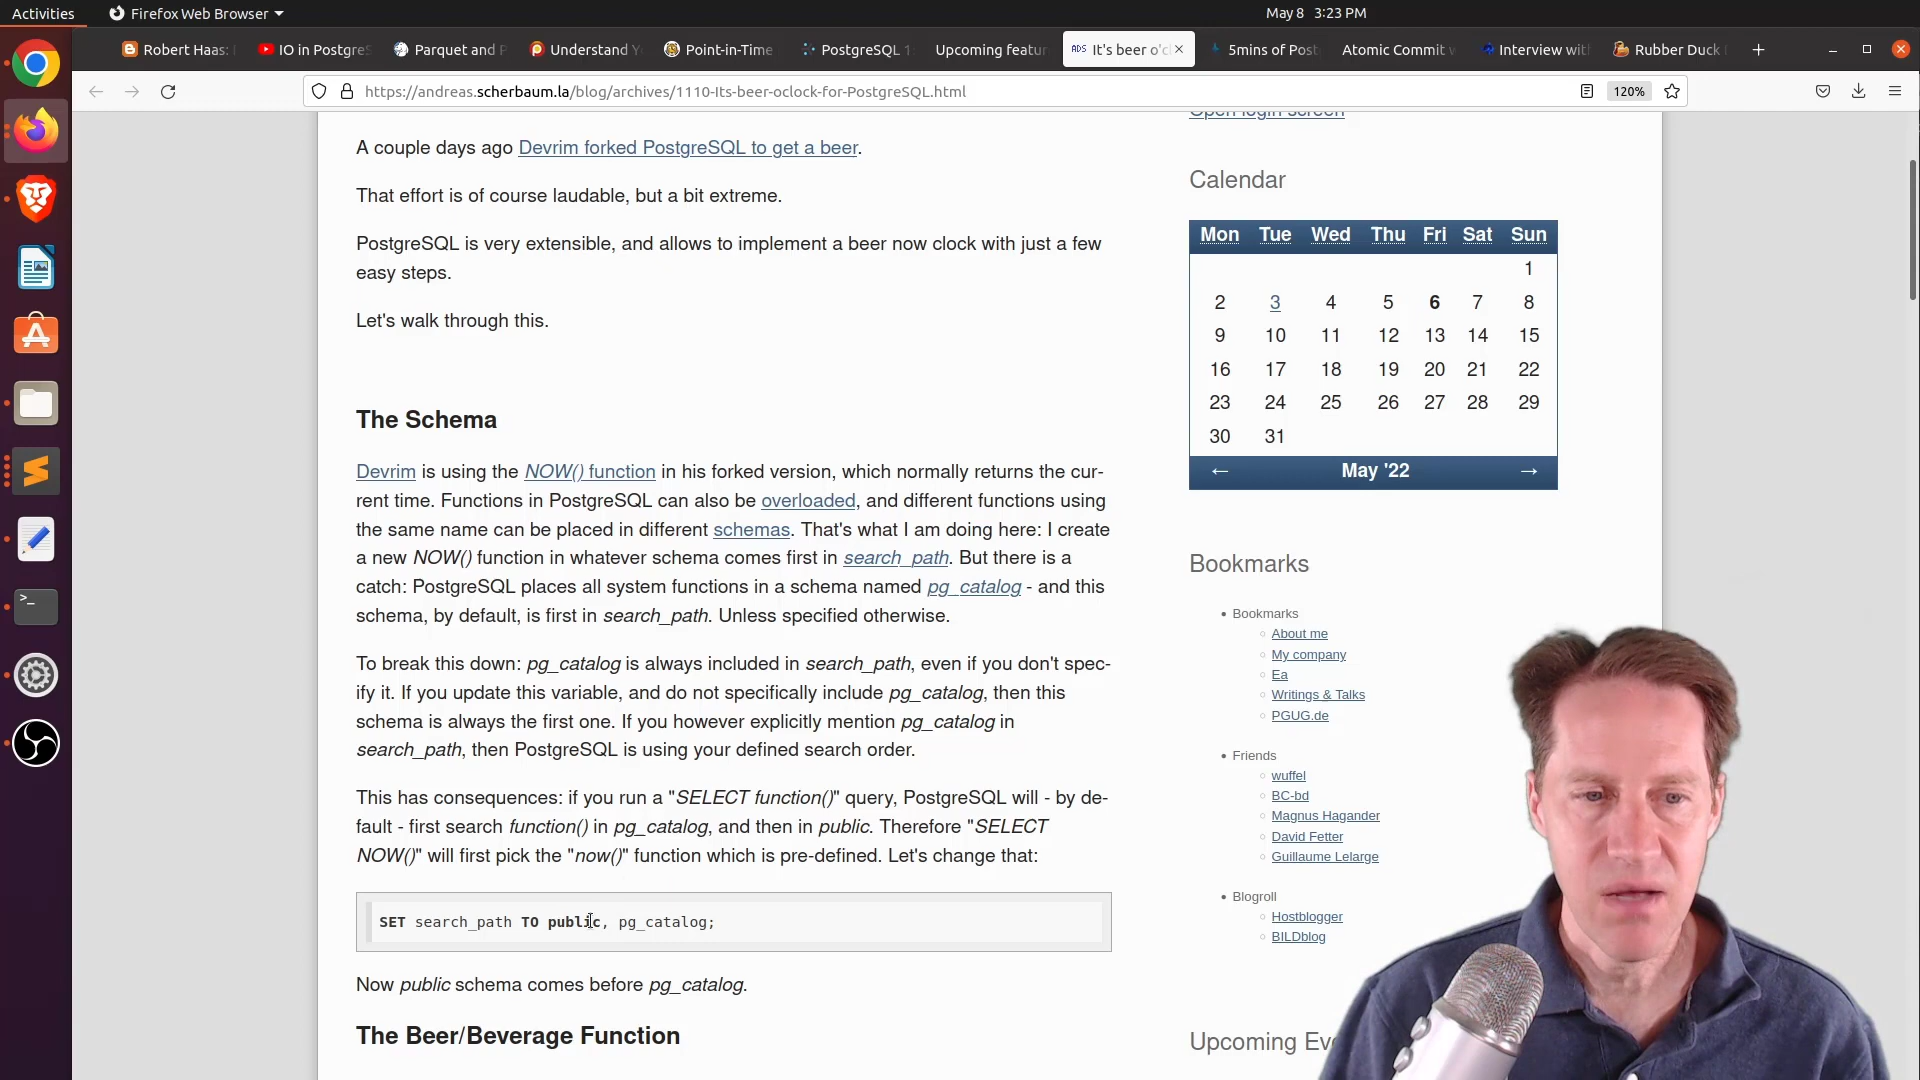 Activities
Firefox Web Browser
May 8 3:23 PM
Robert Haas:
IO in Postgre
Parquet and P
Understand Y
Point-in-Time
PostgreSQL 1
Upcoming featur
ADS It's beer o'c
5mins of Post
Atomic Commit w
Interview wit
Rubber Duck
https://andreas.scherbaum.la/blog/archives/1110-Its-beer-oclock-for-PostgreSQL.html
120%
Open login screen
A couple days ago Devrim forked PostgreSQL to get a beer.
That effort is of course laudable, but a bit extreme.
PostgreSQL is very extensible, and allows to implement a beer now clock with just a few
easy steps.
Let's walk through this.
The Schema
Devrim is using the NOW() function in his forked version, which normally returns the cur-
rent time. Functions in PostgreSQL can also be overloaded, and different functions using
the same name can be placed in different schemas. That's what I am doing here: I create
a new NOW() function in whatever schema comes first in search_path. But there is a
catch: PostgreSQL places all system functions in a schema named pg_catalog - and this
schema, by default, is first in search_path. Unless specified otherwise.
To break this down: pg_catalog is always included in search_path, even if you don't spec-
ify it. If you update this variable, and do not specifically include pg_catalog, then this
schema is always the first one. If you however explicitly mention pg_catalog in
search_path, then PostgreSQL is using your defined search order.
This has consequences: if you run a "SELECT function()" query, PostgreSQL will - by de-
fault - first search function() in pg_catalog, and then in public. Therefore "SELECT
NOW()" will first pick the "now()" function which is pre-defined. Let's change that:
SET search_path TO public, pg_catalog;
Now public schema comes before pg_catalog.
The Beer/Beverage Function
Calendar
Mon Tue Wed Thu Fri Sat Sun
1
2 3 4 5 6 7 8
9 10 11 12 13 14 15
16 17 18 19 20 21 22
23 24 25 26 27 28 29
30 31
← May '22 →
Bookmarks
Bookmarks
About me
My company
Ea
Writings & Talks
PGUG.de
Friends
wuffel
BC-bd
Magnus Hagander
David Fetter
Guillaume Lelarge
Blogroll
Hostblogger
BILDblog
Upcoming Eve